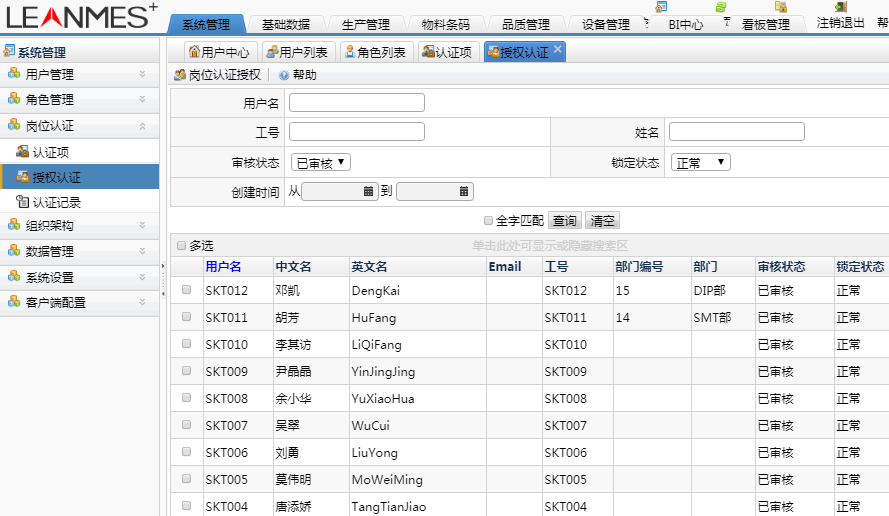 LEANMES+
系统管理 基础数据 生产管理 物料条码 品质管理 设备管理 BI中心 看板管理 注销退出
用户中心 用户列表 角色列表 认证项 授权认证
系统管理
用户管理
角色管理
岗位认证
认证项
授权认证
认证记录
组织架构
数据管理
系统设置
客户端配置
岗位认证授权 帮助
用户名
工号 姓名
审核状态 已审核 锁定状态 正常
创建时间 从 到
全字匹配 查询 清空
多选 单击此处可显示或隐藏搜索区
用户名 中文名 英文名 Email 工号 部门编号 部门 审核状态 锁定状态
SKT012 邓凯 DengKai SKT012 15 DIP部 已审核 正常
SKT011 胡芳 HuFang SKT011 14 SMT部 已审核 正常
SKT010 李其访 LiQiFang SKT010 已审核 正常
SKT009 尹晶晶 YinJingJing SKT009 已审核 正常
SKT008 余小华 YuXiaoHua SKT008 已审核 正常
SKT007 吴翠 WuCui SKT007 已审核 正常
SKT006 刘勇 LiuYong SKT006 已审核 正常
SKT005 莫伟明 MoWeiMing SKT005 已审核 正常
SKT004 唐添娇 TangTianJiao SKT004 已审核 正常